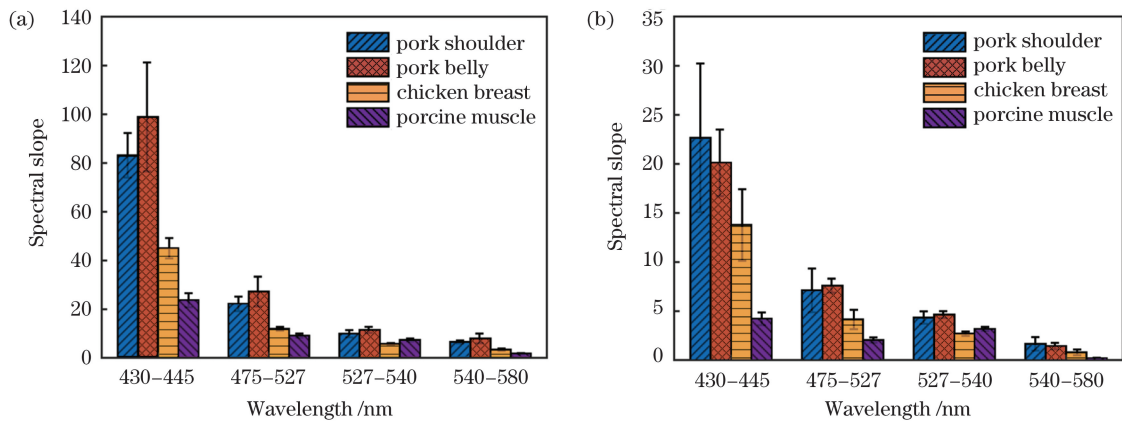 (a)
140
120
100
80
60
40
20
0
Spectral slope
pork shoulder
pork belly
chicken breast
porcine muscle
430–445
475–527
527–540
540–580
Wavelength /nm
(b)
35
30
25
20
15
10
5
0
Spectral slope
pork shoulder
pork belly
chicken breast
porcine muscle
430–445
475–527
527–540
540–580
Wavelength /nm